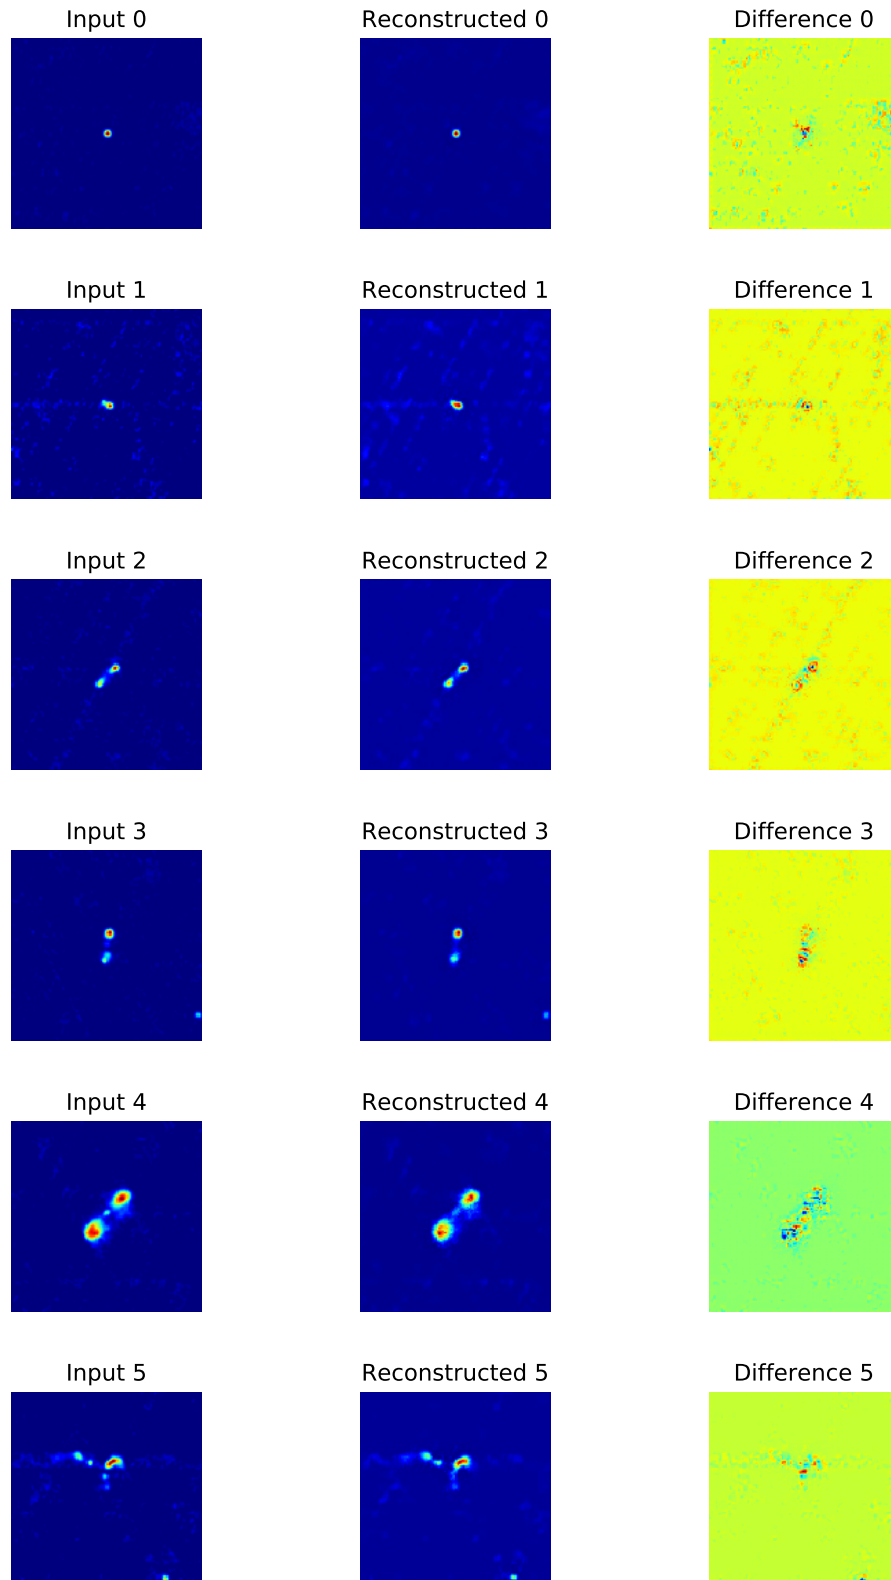 Input 0 Reconstructed 0 Difference 0
Input 1 Reconstructed 1 Difference 1
Input 2 Reconstructed 2 Difference 2
Input 3 Reconstructed 3 Difference 3
Input 4 Reconstructed 4 Difference 4
Input 5 Reconstructed 5 Difference 5